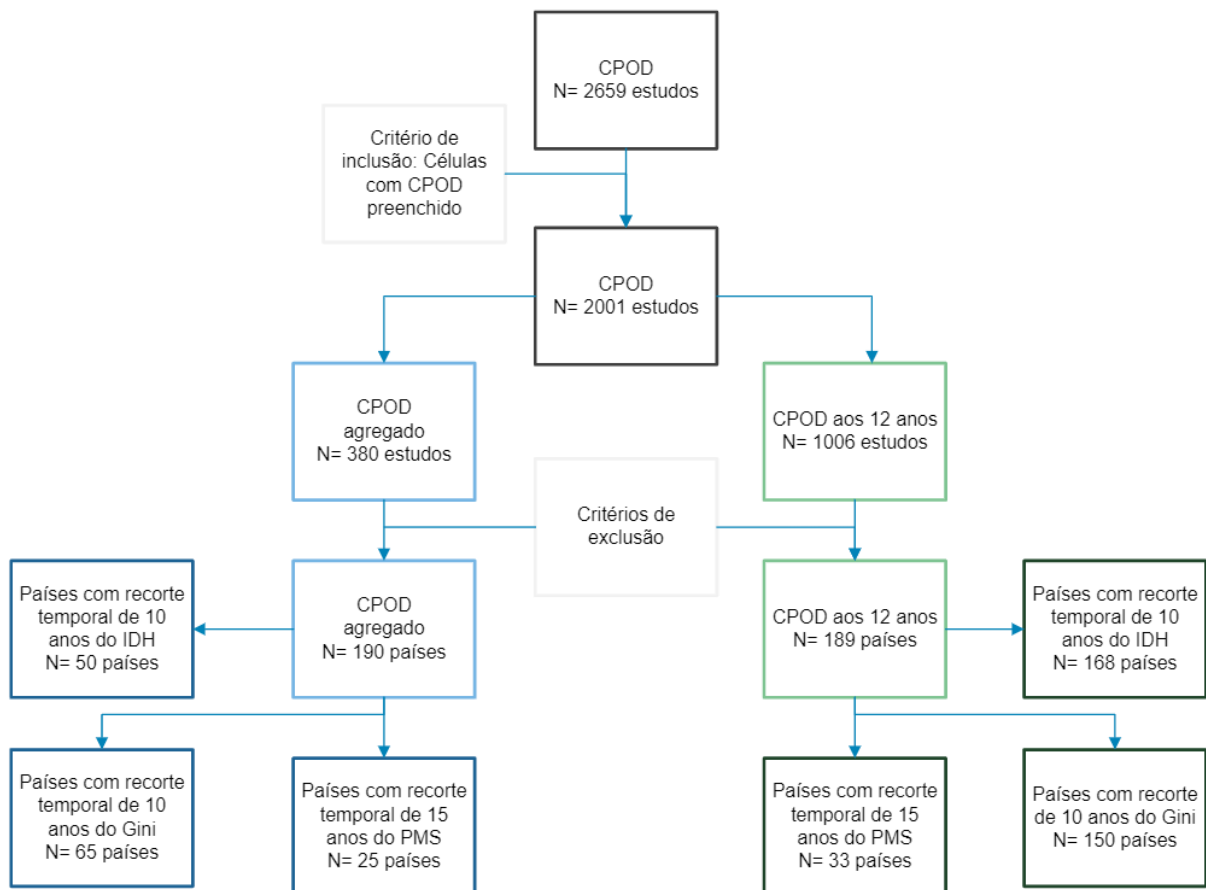 CPOD
N= 2659 estudos
Critério de
inclusão: Células
com CPOD
preenchido
CPOD
N= 2001 estudos
CPOD
agregado
N= 380 estudos
CPOD aos 12 anos
N= 1006 estudos
Critérios de
exclusão
Países com recorte
temporal de 10
anos do IDH
N= 50 países
CPOD
agregado
N= 190 países
CPOD aos 12 anos
N= 189 países
Países com recorte
temporal de 10
anos do IDH
N= 168 países
Países com recorte
temporal de 10
anos do Gini
N= 65 países
Países com recorte
temporal de 15
anos do PMS
N= 25 países
Países com recorte
temporal de 15
anos do PMS
N= 33 países
Países com recorte
de 10 anos do Gini
N= 150 países